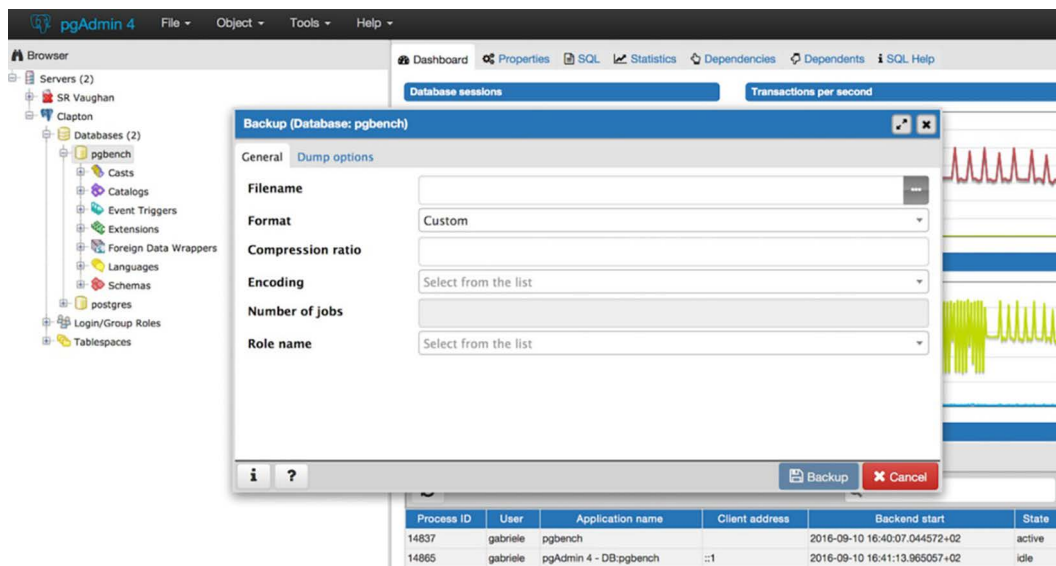 pgAdmin 4 File Object Tools Help
Browser
Servers (2)
SR Vaughan
Clapton
Databases (2)
pgbench
Casts
Catalogs
Event Triggers
Extensions
Foreign Data Wrappers
Languages
Schemas
postgres
Login/Group Roles
Tablespaces
Dashboard Properties SQL Statistics Dependencies Dependents SQL Help
Database sessions Transactions per second
Backup (Database: pgbench)
General Dump options
Filename
Format Custom
Compression ratio
Encoding Select from the list
Number of jobs
Role name Select from the list
i ? Backup Cancel
Process ID User Application name Client address Backend start State
14837 gabriele pgbench 2016-09-10 16:40:07.044572+02 active
14865 gabriele pgAdmin 4 - DB:pgbench ::1 2016-09-10 16:41:13.965057+02 idle